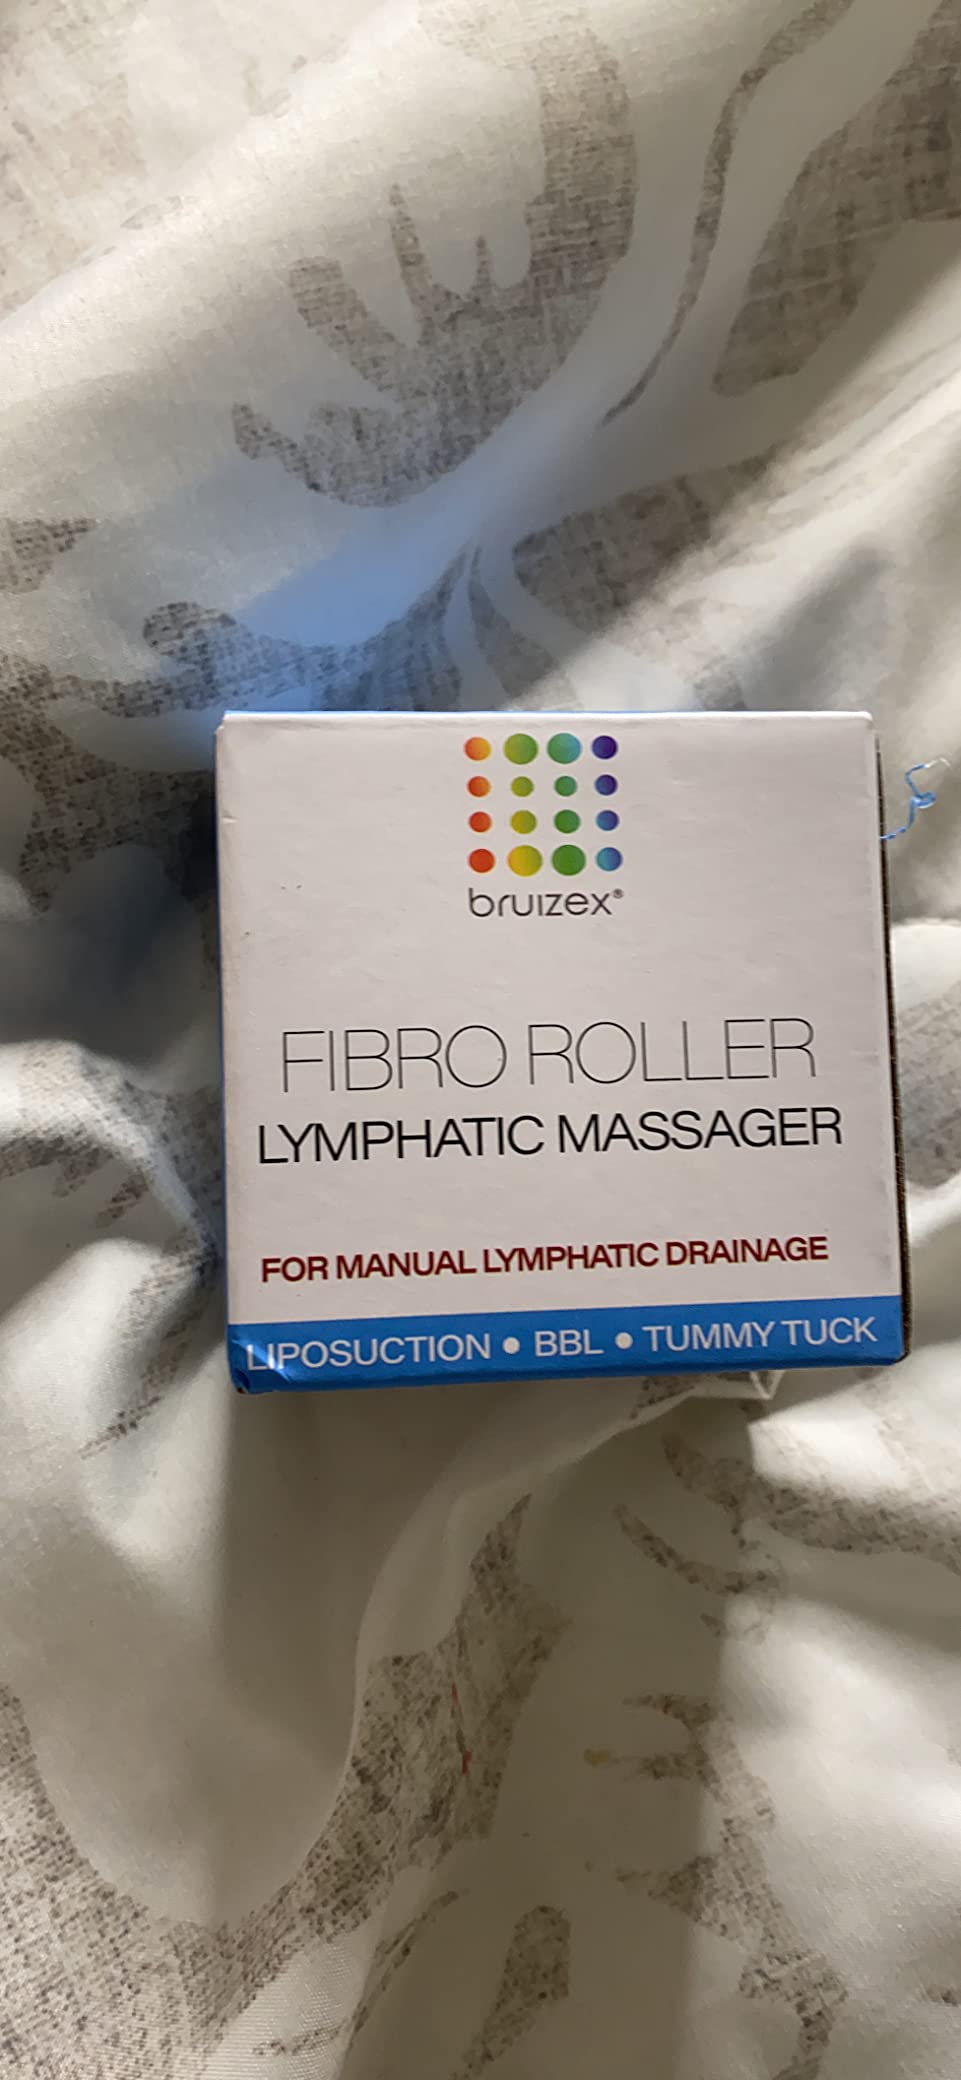 bruizex®
FIBRO ROLLER
LYMPHATIC MASSAGER
FOR MANUAL LYMPHATIC DRAINAGE
LIPOSUCTION • BBL • TUMMY TUCK